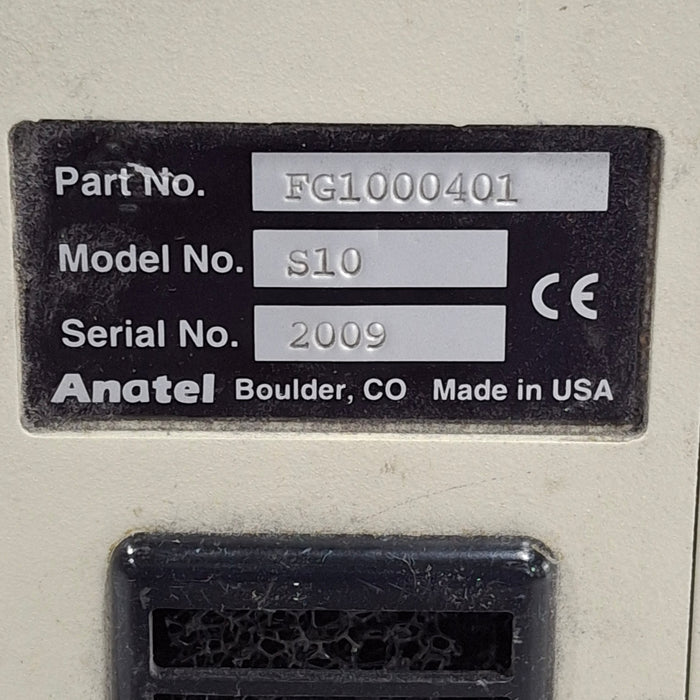 Part No. FG1000401
Model No. S10
CE
Serial No. 2009
Anatel Boulder, CO Made in USA